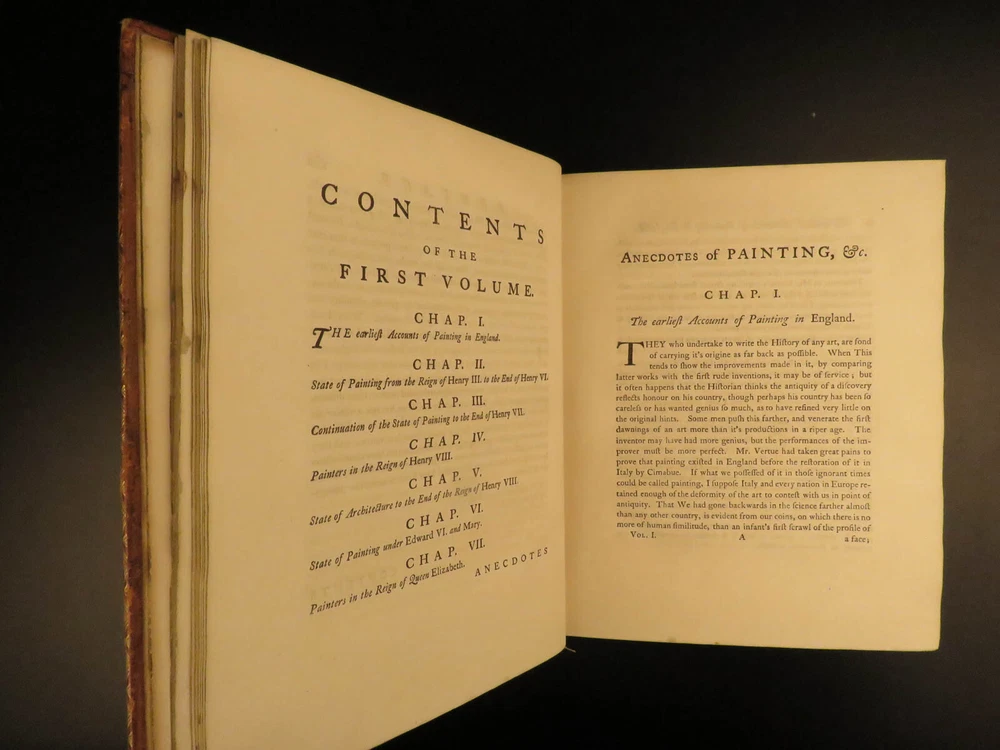 CONTENTS
OF THE
FIRST VOLUME.
CHAP. I.
THE earlieſt Accounts of Painting in England.
CHAP. II.
State of Painting from the Reign of Henry III. to the End of Henry VI.
CHAP. III.
Continuation of the State of Painting to the End of Henry VII.
CHAP. IV.
Painters in the Reign of Henry VIII.
CHAP. V.
State of Architecture to the End of the Reign of Henry VIII.
CHAP. VI.
State of Painting under Edward VI. and Mary.
CHAP. VII.
Painters in the Reign of Queen Elizabeth.
ANECDOTES
ANECDOTES of PAINTING, &c.
CHAP. I.
The earlieſt Accounts of Painting in England.
THEY who undertake to write the Hiſtory of any art, are fond
of carrying it's origine as far back as poſſible. When This
tends to ſhow the improvements made in it, by comparing
latter works with the firſt rude inventions, it may be of ſervice; but
it often happens that the Hiſtorian thinks the antiquity of a diſcovery
reflects honour on his country, though perhaps his country has been ſo
careleſs or has wanted genius ſo much, as to have refined very little on
the original hints. Some men puſh this farther, and venerate the firſt
dawnings of an art more than it's productions in a riper age. The
inventor may have had more genius, but the performances of the im-
prover muſt be more perfect. Mr. Vertue had taken great pains to
prove that painting exiſted in England before the reſtoration of it in
Italy by Cimabue. If what we poſſeſſed of it in thoſe ignorant times
could be called painting, I ſuppoſe Italy and every nation in Europe re-
tained enough of the deformity of the art to conteſt with us in point of
antiquity. That We had gone backwards in the ſcience farther almoſt
than any other country, is evident from our coins, on which there is no
more of human ſimilitude, than an infant's firſt ſcrawl of the profile of
VOL. I. A a face;